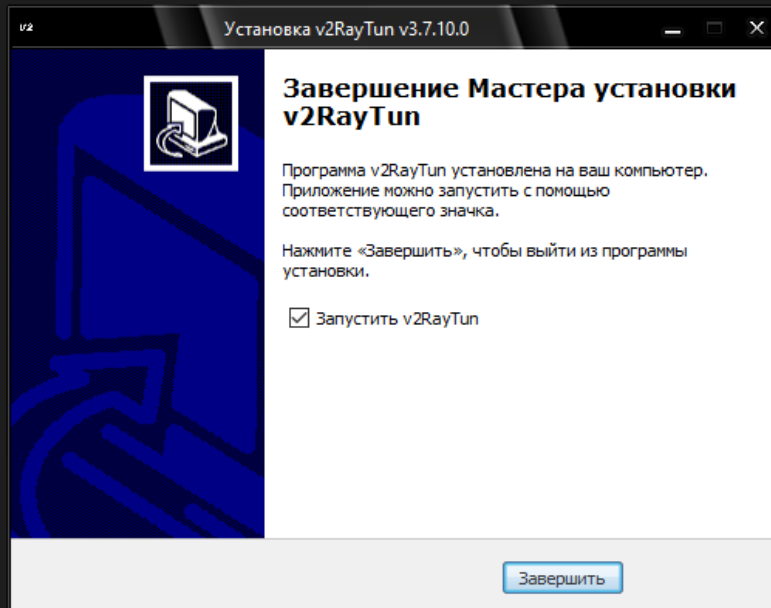 V2
Установка v2RayTun v3.7.10.0
Завершение Мастера установки
v2RayTun
Программа v2RayTun установлена на ваш компьютер.
Приложение можно запустить с помощью
соответствующего значка.
Нажмите «Завершить», чтобы выйти из программы
установки.
Запустить v2RayTun
Завершить